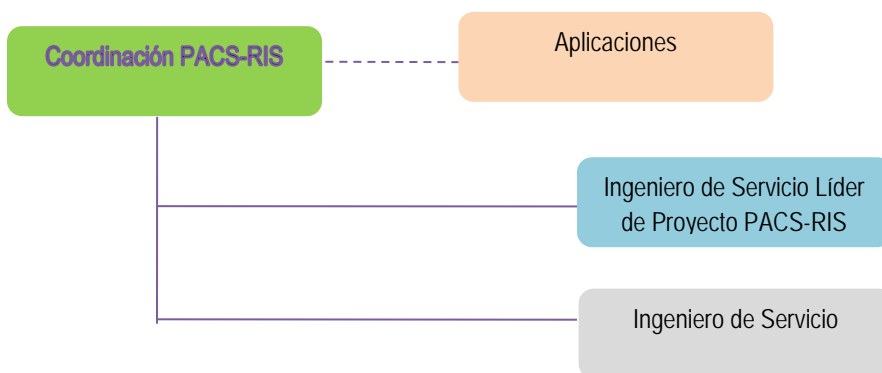 Coordinación PACS-RIS
Aplicaciones
Ingeniero de Servicio Líder
de Proyecto PACS-RIS
Ingeniero de Servicio